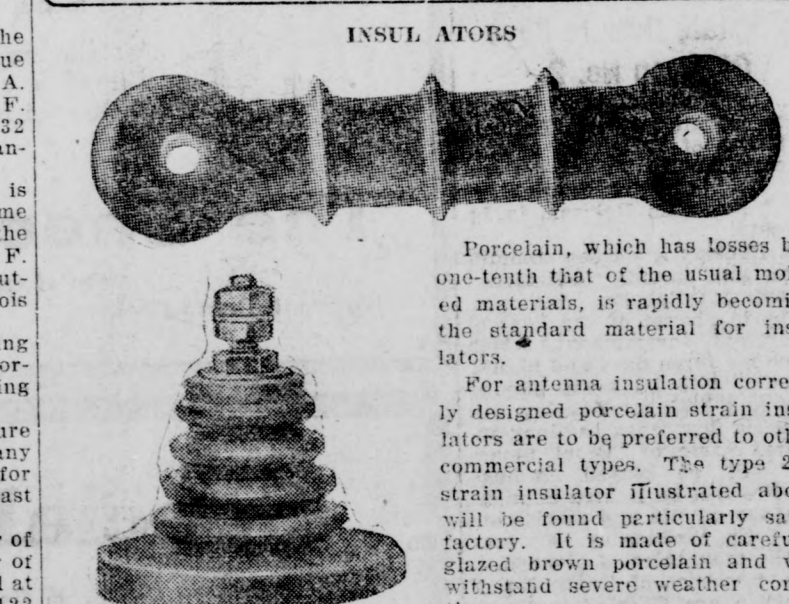 he
ue
A.
F.
32
an-
is
me
the
F.
ut-
ois
ng
or-
ing
ure
any
for
ast
of
of
at
INSUL ATORS
Porcelain, which has losses
one-tenth that of the usual mol
ed materials, is rapidly becomi
the standard material for ins
lators.
For antenna insulation corre
ly designed porcelain strain ins
lators are to be preferred to otl
commercial types. The type 2
strain insulator illustrated abo
will be found particularly sa
factory. It is made of carefu
glazed brown porcelain and
withstand severe weather con